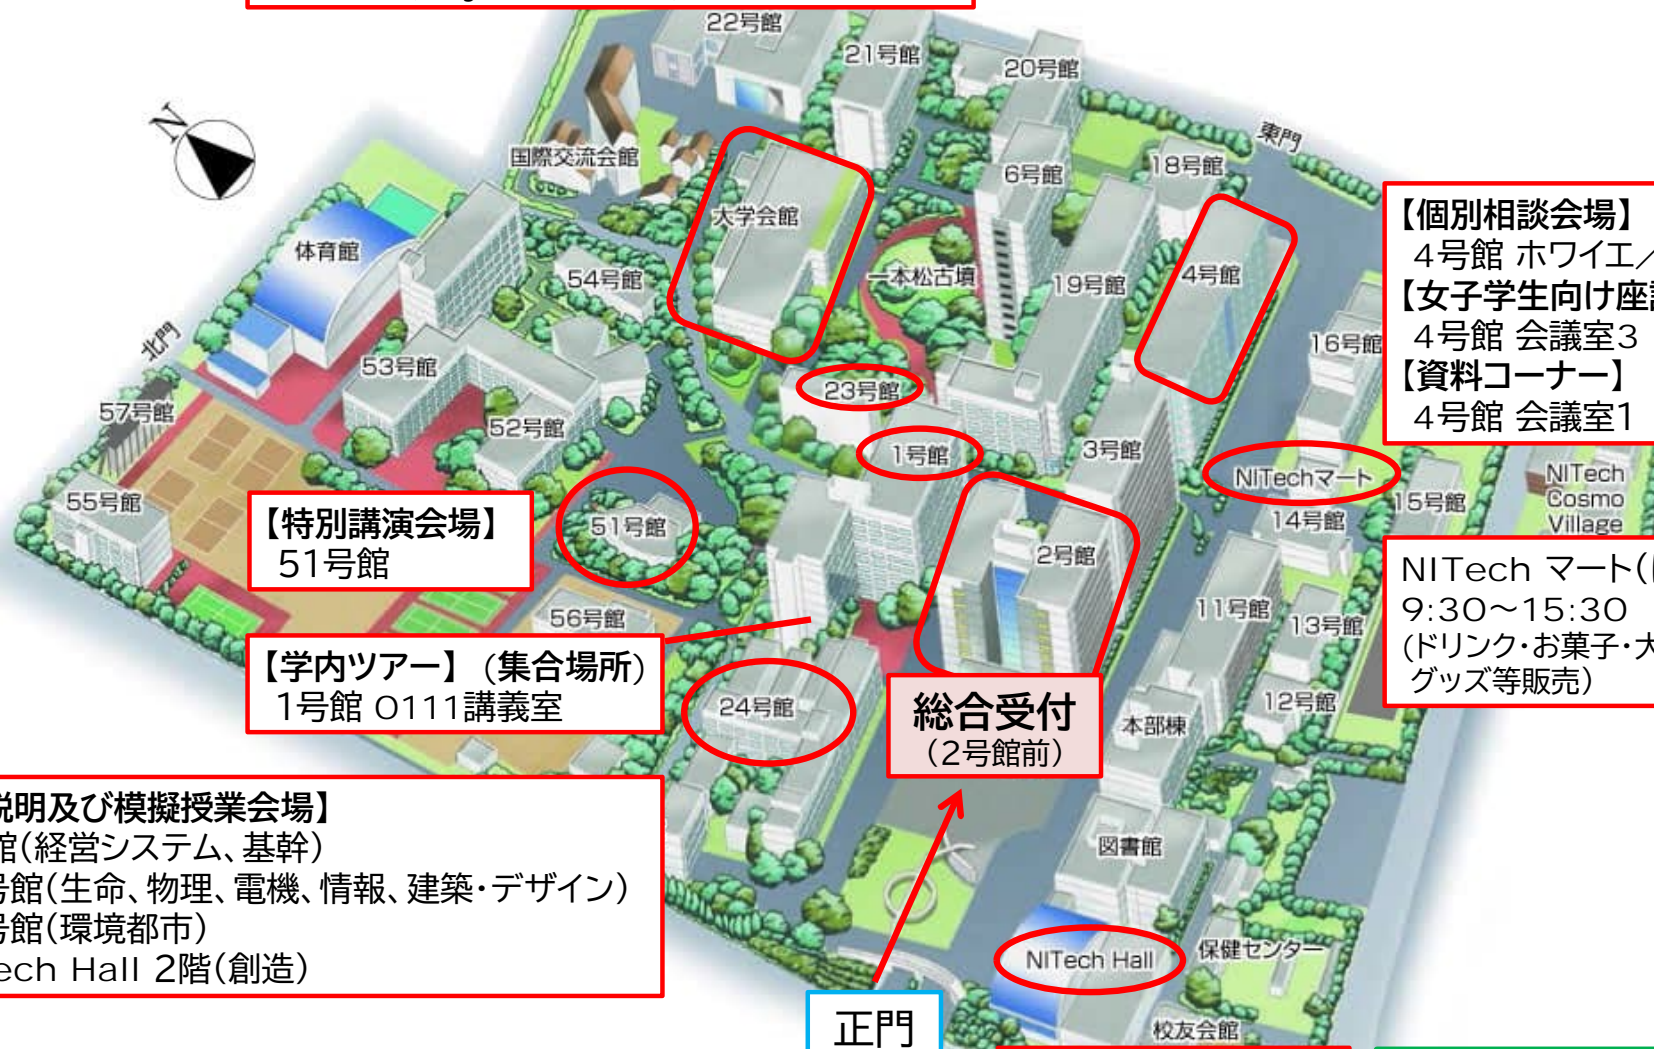 22号館
21号館
20号館
N
東門
国際交流会館
6号館
18号館
大学会館
体育館
54号館
一本松古墳
19号館
4号館
16号館
【個別相談会場】
4号館 ホワイエ/
【女子学生向け座
4号館 会議室3
【資料コーナー】
4号館 会議室1
北門
53号館
23号館
57号館
52号館
1号館
3号館
NITechマート
15号館
NITech
Cosmo
Village
55号館
【特別講演会場】
51号館
51号館
2号館
14号館
NITech マート(
9:30~15:30
(ドリンク・お菓子・大
グッズ等販売)
56号館
11号館
13号館
【学内ツアー】 (集合場所)
1号館 0111講義室
24号館
総合受付
(2号館前)
本部棟
12号館
説明及び模擬授業会場】
館(経営システム、基幹)
号館(生命、物理、電機、情報、建築・デザイン)
号館(環境都市)
ech Hall 2階(創造)
図書館
NITech Hall
保健センター
正門
校友会館